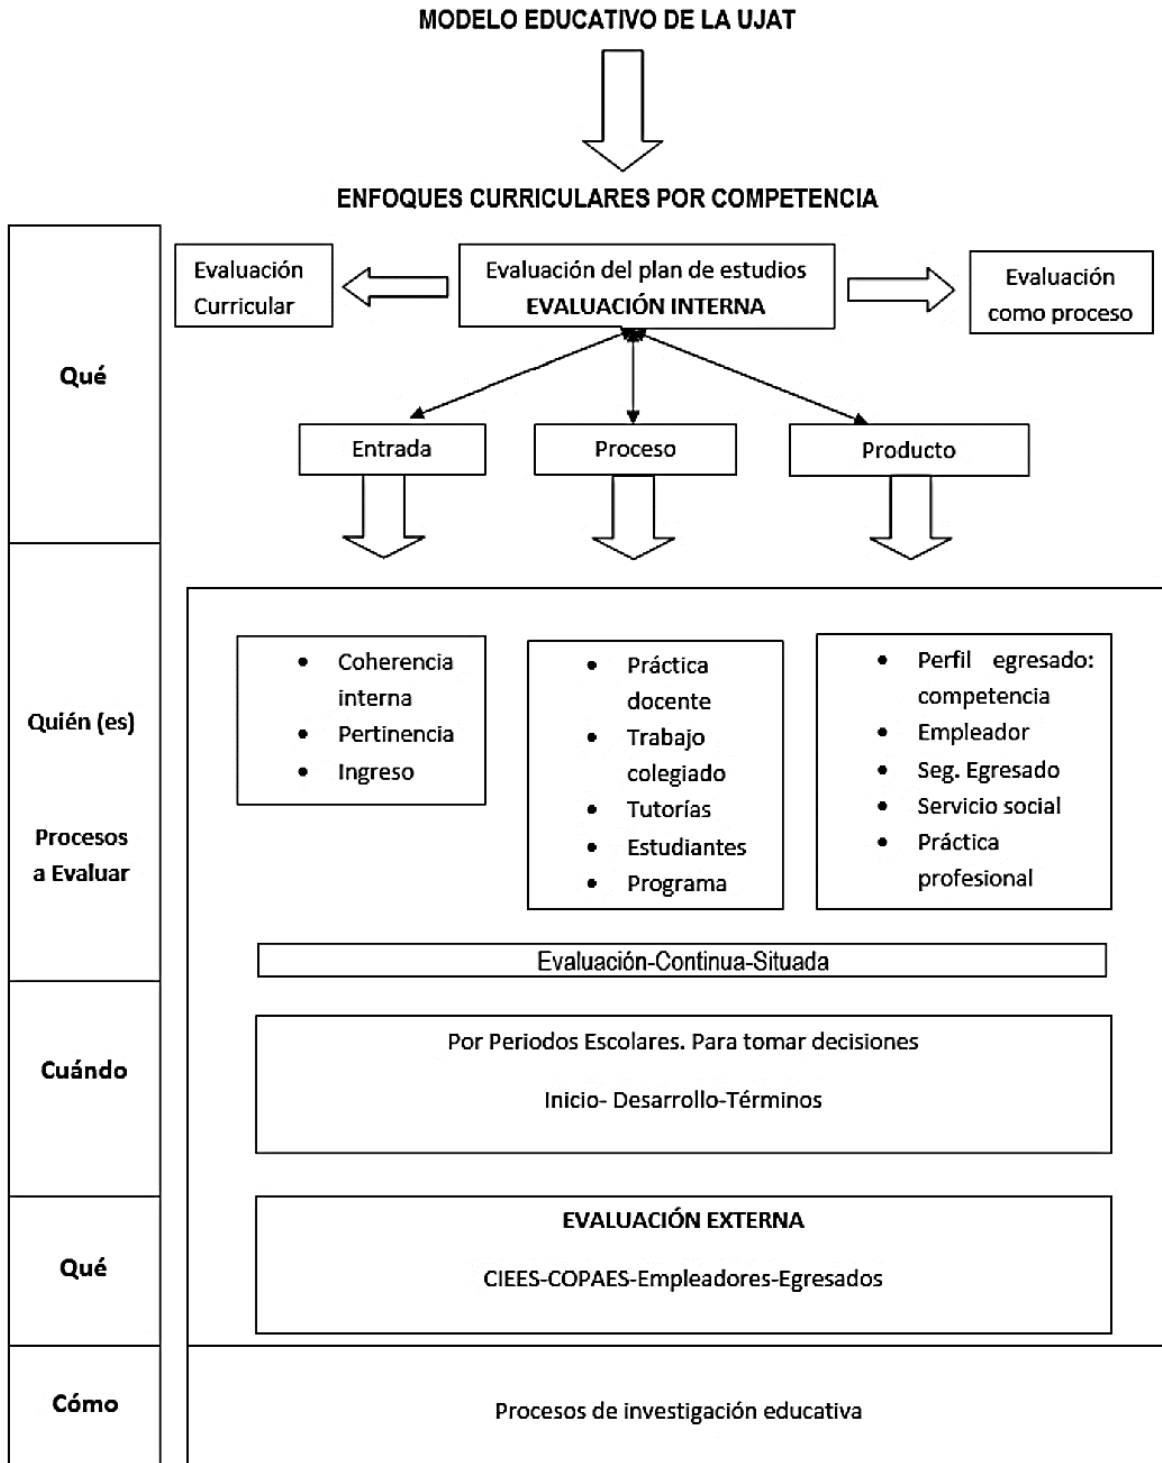 MODELO EDUCATIVO DE LA UJAT
ENFOQUES CURRICULARES POR COMPETENCIA
Qué
Evaluación
Curricular
Evaluación del plan de estudios
EVALUACIÓN INTERNA
Evaluación
como proceso
Entrada
Proceso
Producto
Quién (es)
Procesos
a Evaluar
• Coherencia
interna
• Pertinencia
• Ingreso
• Práctica
docente
• Trabajo
colegiado
• Tutorías
• Estudiantes
• Programa
• Perfil egresado:
competencia
• Empleador
• Seg. Egresado
• Servicio social
• Práctica
profesional
Evaluación-Continua-Situada
Cuándo
Por Periodos Escolares. Para tomar decisiones
Inicio- Desarrollo-Términos
Qué
EVALUACIÓN EXTERNA
CIEES-COPAES-Empleadores-Egresados
Cómo
Procesos de investigación educativa